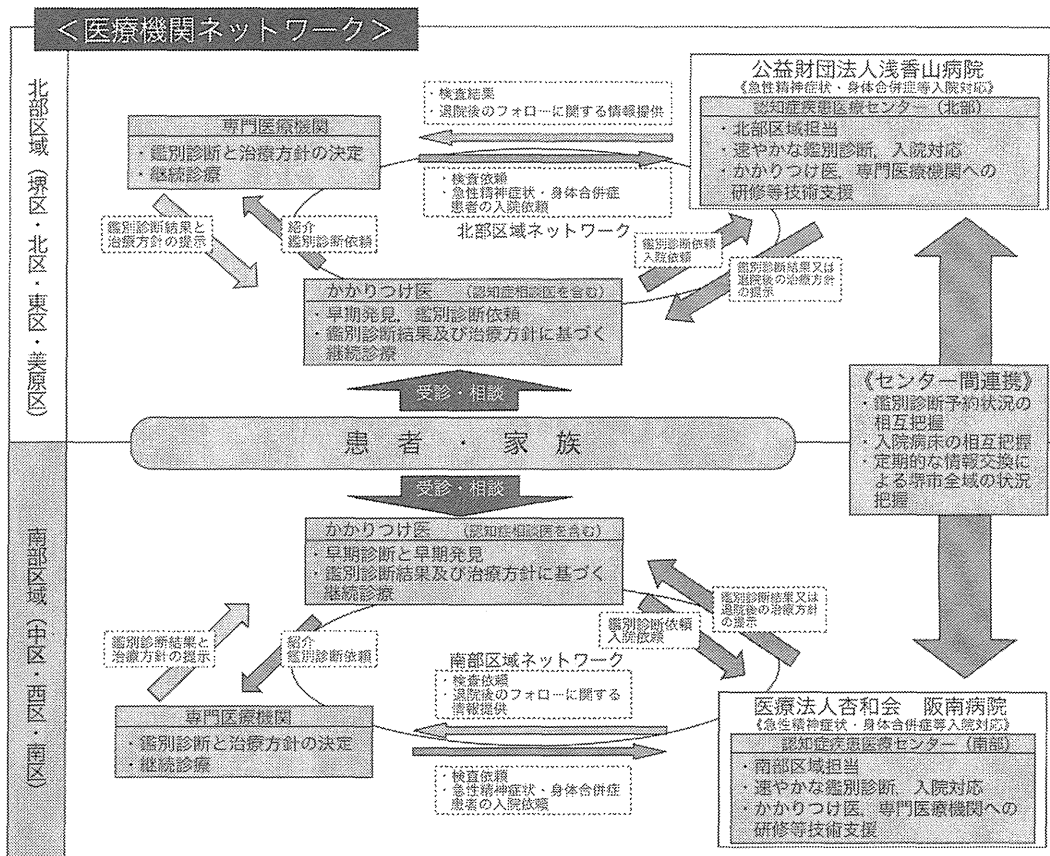 ＜医療機関ネットワーク＞
北部区域（堺区・北区・東区・美原区）
公益財団法人浅香山病院
《急性精神症状・身体合併症等入院対応》
認知症疾患医療センター（北部）
・北部区域担当
・速やかな鑑別診断，入院対応
・かかりつけ医，専門医療機関への
研修等技術支援
・検査結果
・退院後のフォローに関する情報提供
専門医療機関
・鑑別診断と治療方針の決定
・継続診療
・検査依頼
・急性精神症状・身体合併症
患者の入院依頼
北部区域ネットワーク
鑑別診断結果と
治療方針の提示
紹介
鑑別診断依頼
鑑別診断依頼
入院依頼
鑑別診断結果又は
退院後の治療方針
の提示
かかりつけ医 （認知症相談医を含む）
・早期発見，鑑別診断依頼
・鑑別診断結果及び治療方針に基づく
継続診療
受診・相談
患者・家族
受診・相談
《センター間連携》
・鑑別診断予約状況の
相互把握
・入院病床の相互把握
・定期的な情報交換に
よる堺市全域の状況
把握
南部区域（中区・西区・南区）
かかりつけ医 （認知症相談医を含む）
・早期診断と早期発見
・鑑別診断結果及び治療方針に基づく
継続診療
鑑別診断結果と
治療方針の提示
紹介
鑑別診断依頼
鑑別診断依頼
入院依頼
鑑別診断結果又は
退院後の治療方針
の提示
南部区域ネットワーク
・検査依頼
・退院後のフォローに関する
情報提供
専門医療機関
・鑑別診断と治療方針の決定
・継続診療
・検査依頼
・急性精神症状・身体合併症
患者の入院依頼
医療法人杏和会 阪南病院
《急性精神症状・身体合併症等入院対応》
認知症疾患医療センター（南部）
・南部区域担当
・速やかな鑑別診断，入院対応
・かかりつけ医，専門医療機関への
研修等技術支援